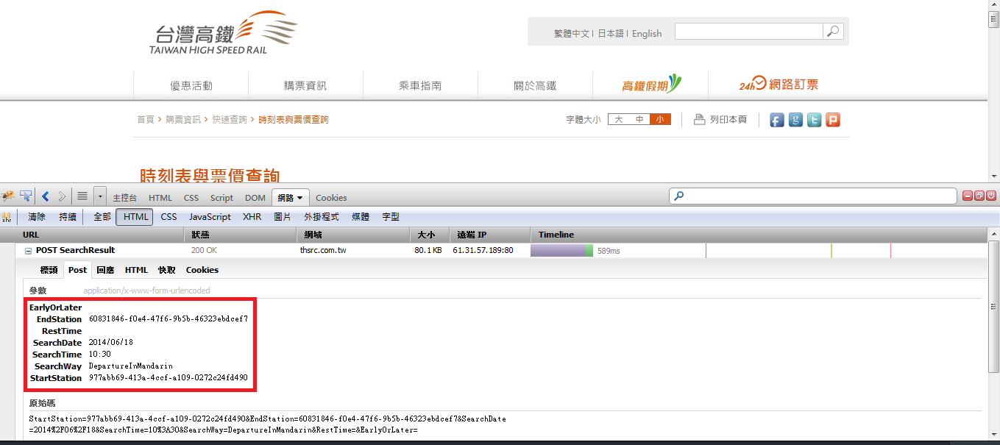 台灣高鐵
TAIWAN HIGH SPEED RAIL
繁體中文 | 日本語 | English
優惠活動 購票資訊 乘車指南 關於高鐵 高鐵假期 24h 網路訂票
首頁 > 購票資訊 > 快速查詢 > 時刻表與票價查詢 字體大小 大 中 小 列印本頁
時刻表與票價查詢
主控台 HTML CSS Script DOM 網路 Cookies
xhr 清除 持續 全部 HTML CSS JavaScript XHR 圖片 外掛程式 媒體 字型
URL 狀態 網域 大小 遠端 IP Timeline
POST SearchResult 200 OK thsrc.com.tw 80.1 KB 61.31.57.189:80 589ms
標頭 Post 回應 HTML 快取 Cookies
參數 application/x-www-form-urlencoded
EarlyOrLater
EndStation 60831846-f0e4-47f6-9b5b-46323ebdcef7
RestTime
SearchDate 2014/06/18
SearchTime 10:30
SearchWay DepartureInMandarin
StartStation 977abb69-413a-4ccf-a109-0272c24fd490
原始碼
StartStation=977abb69-413a-4ccf-a109-0272c24fd490&EndStation=60831846-f0e4-47f6-9b5b-46323ebdcef7&SearchDate
=2014%2F06%2F18&SearchTime=10%3A30&SearchWay=DepartureInMandarin&RestTime=&EarlyOrLater=